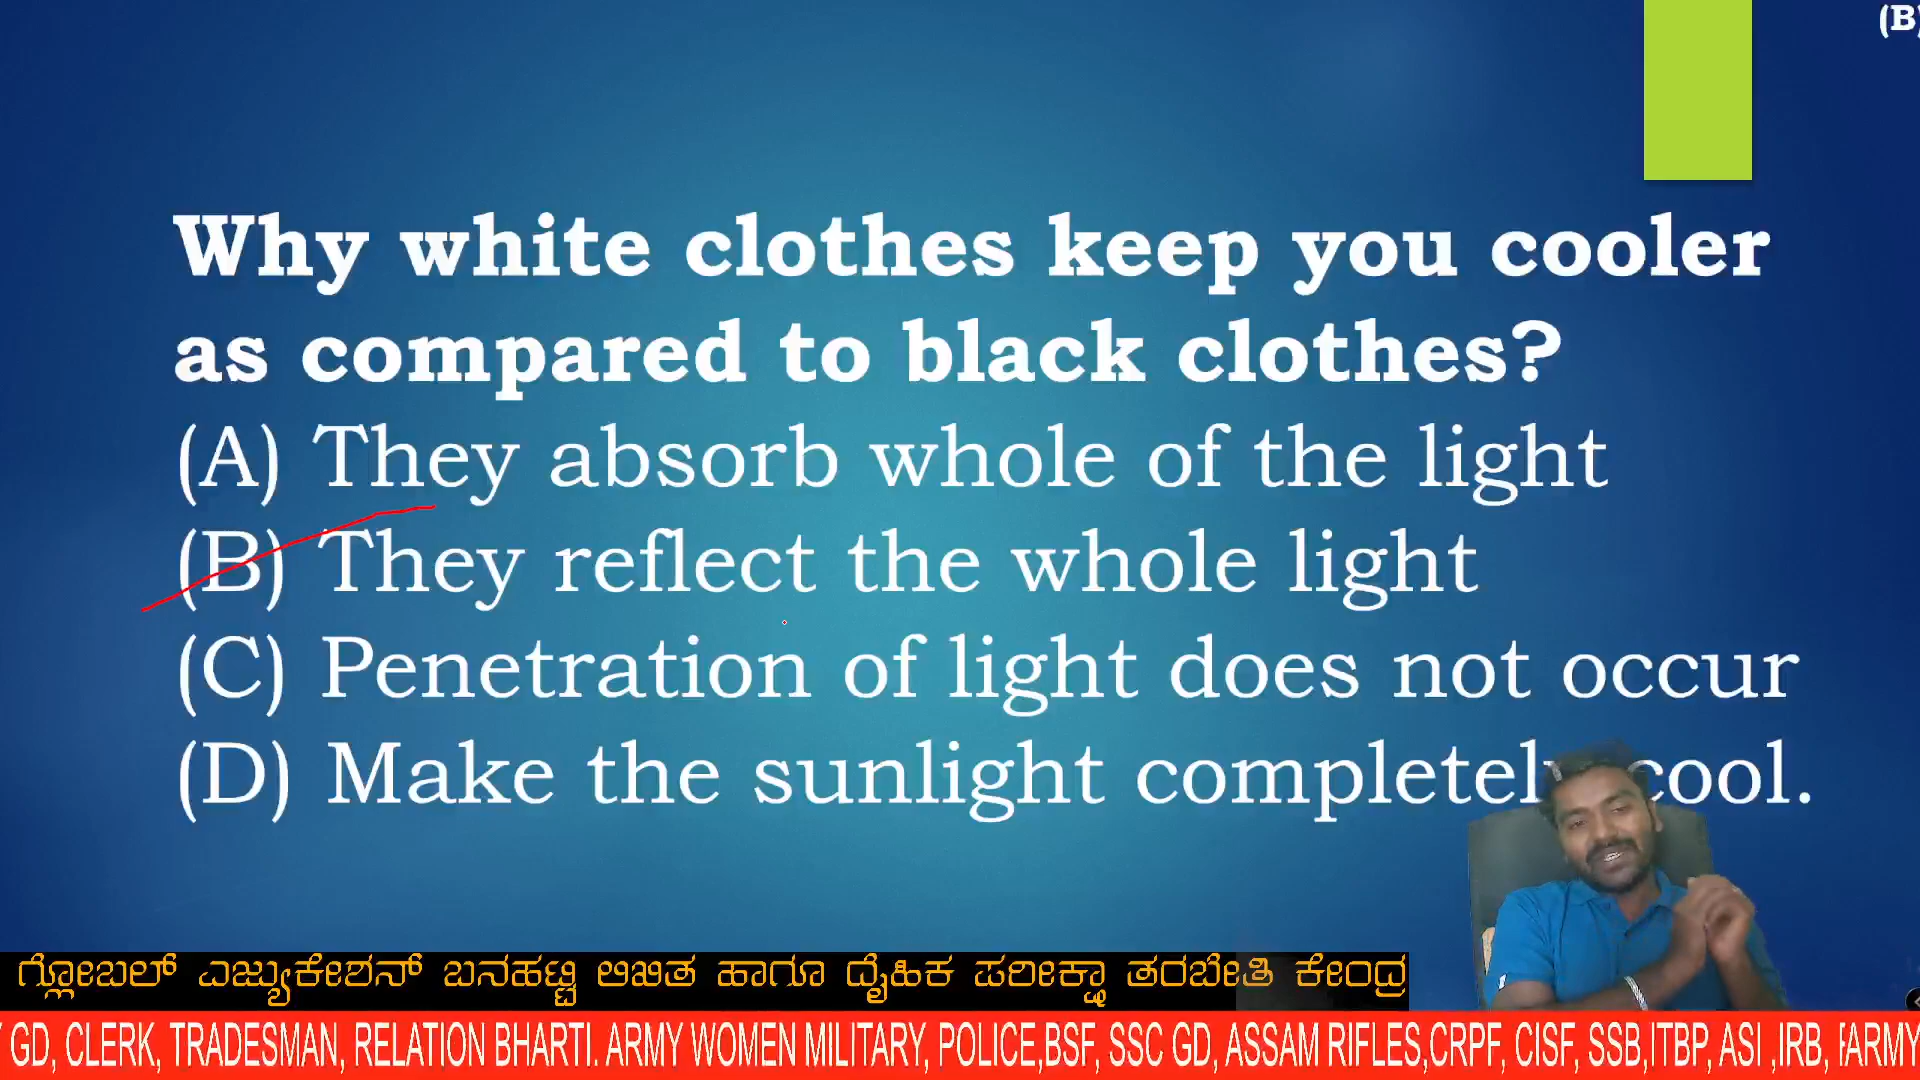 (B)
Why white clothes keep you cooler
as compared to black clothes?
(A) They absorb whole of the light
(B) They reflect the whole light
(C) Penetration of light does not occur
(D) Make the sunlight completely cool.
ಗ್ಲೋಬಲ್ ಎಜ್ಯುಕೇಶನ್ ಬನಹಟ್ಟಿ ಲಿಖಿತ ಹಾಗೂ ದೈಹಿಕ ಪರೀಕ್ಷಾ ತರಬೇತಿ ಕೇಂದ್ರ
GD, CLERK, TRADESMAN, RELATION BHARTI. ARMY WOMEN MILITARY, POLICE,BSF, SSC GD, ASSAM RIFLES,CRPF, CISF, SSB,ITBP, ASI ,IRB, ARMY